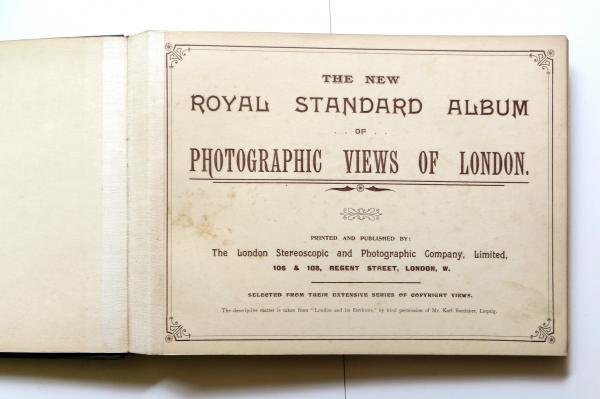 THE NEW
ROYAL STANDARD ALBUM
. . OF . .
PHOTOGRAPHIC VIEWS OF LONDON.
PRINTED AND PUBLISHED BY:
The London Stereoscopic and Photographic Company, Limited,
106 & 108, REGENT STREET, LONDON, W.
SELECTED FROM THEIR EXTENSIVE SERIES OF COPYRIGHT VIEWS.
The descriptive matter is taken from "London and its Environs," by kind permission of Mr. Karl Baedaker, Liepzig.